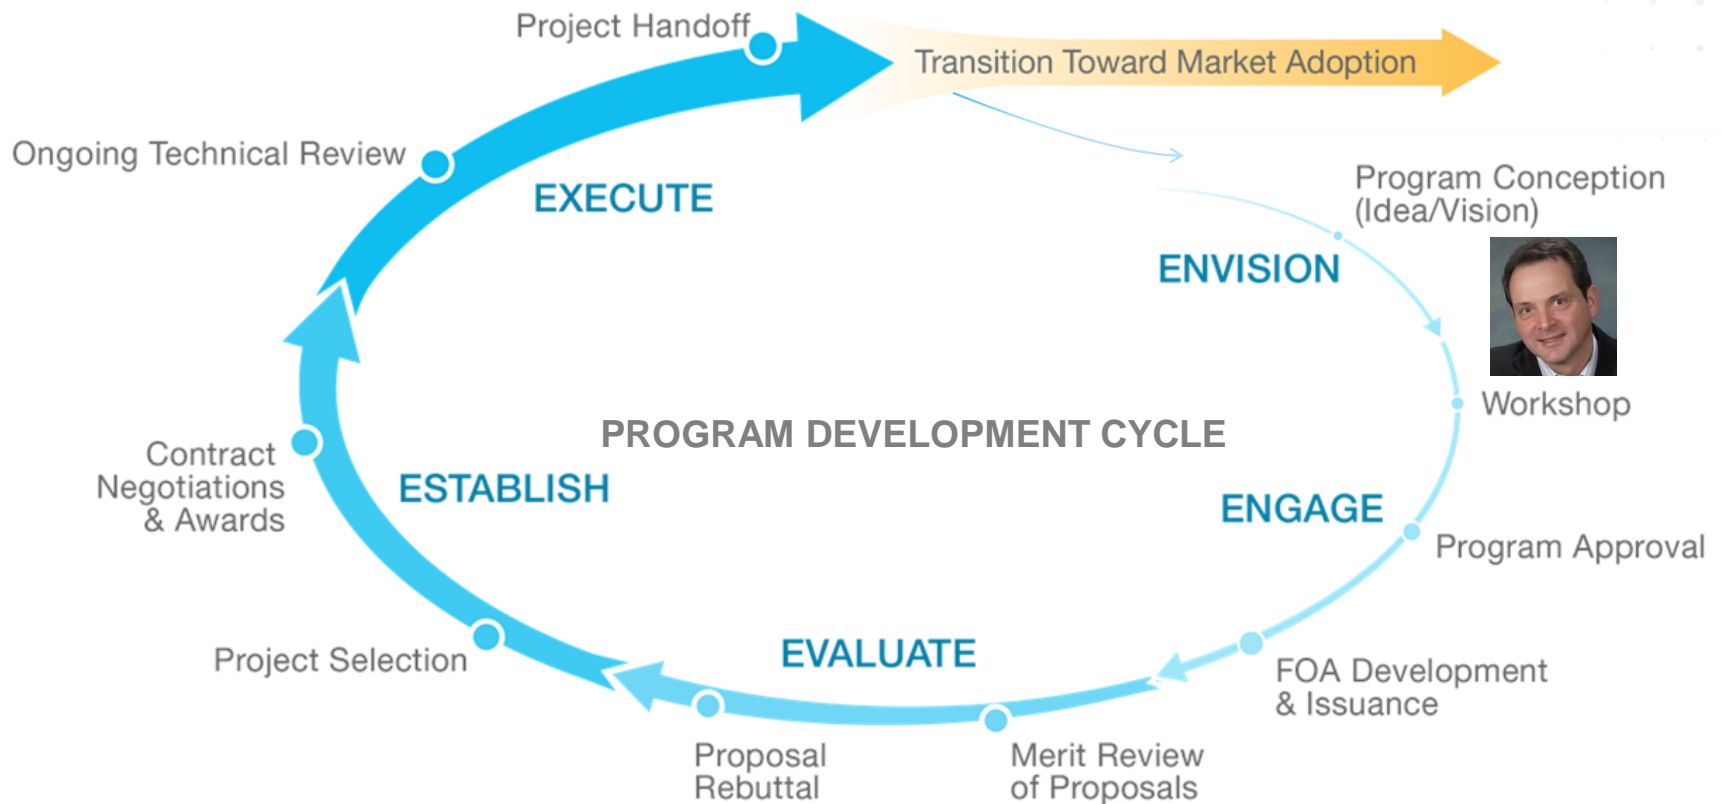 Project Handoff
Transition Toward Market Adoption
Ongoing Technical Review
EXECUTE
Program Conception
(Idea/Vision)
ENVISION
Workshop
PROGRAM DEVELOPMENT CYCLE
Contract
Negotiations
& Awards
ESTABLISH
ENGAGE
Program Approval
EVALUATE
Project Selection
FOA Development
& Issuance
Proposal
Rebuttal
Merit Review
of Proposals